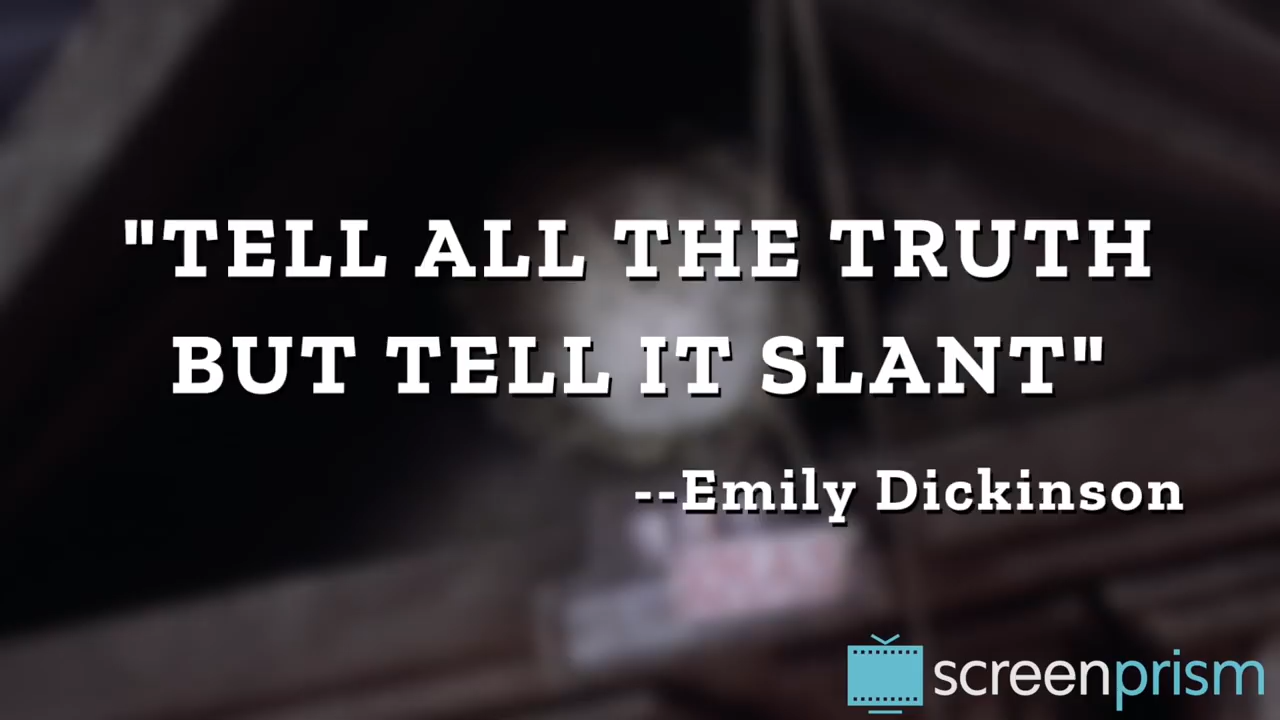 "TELL ALL THE TRUTH
BUT TELL IT SLANT"
--Emily Dickinson
screenprism